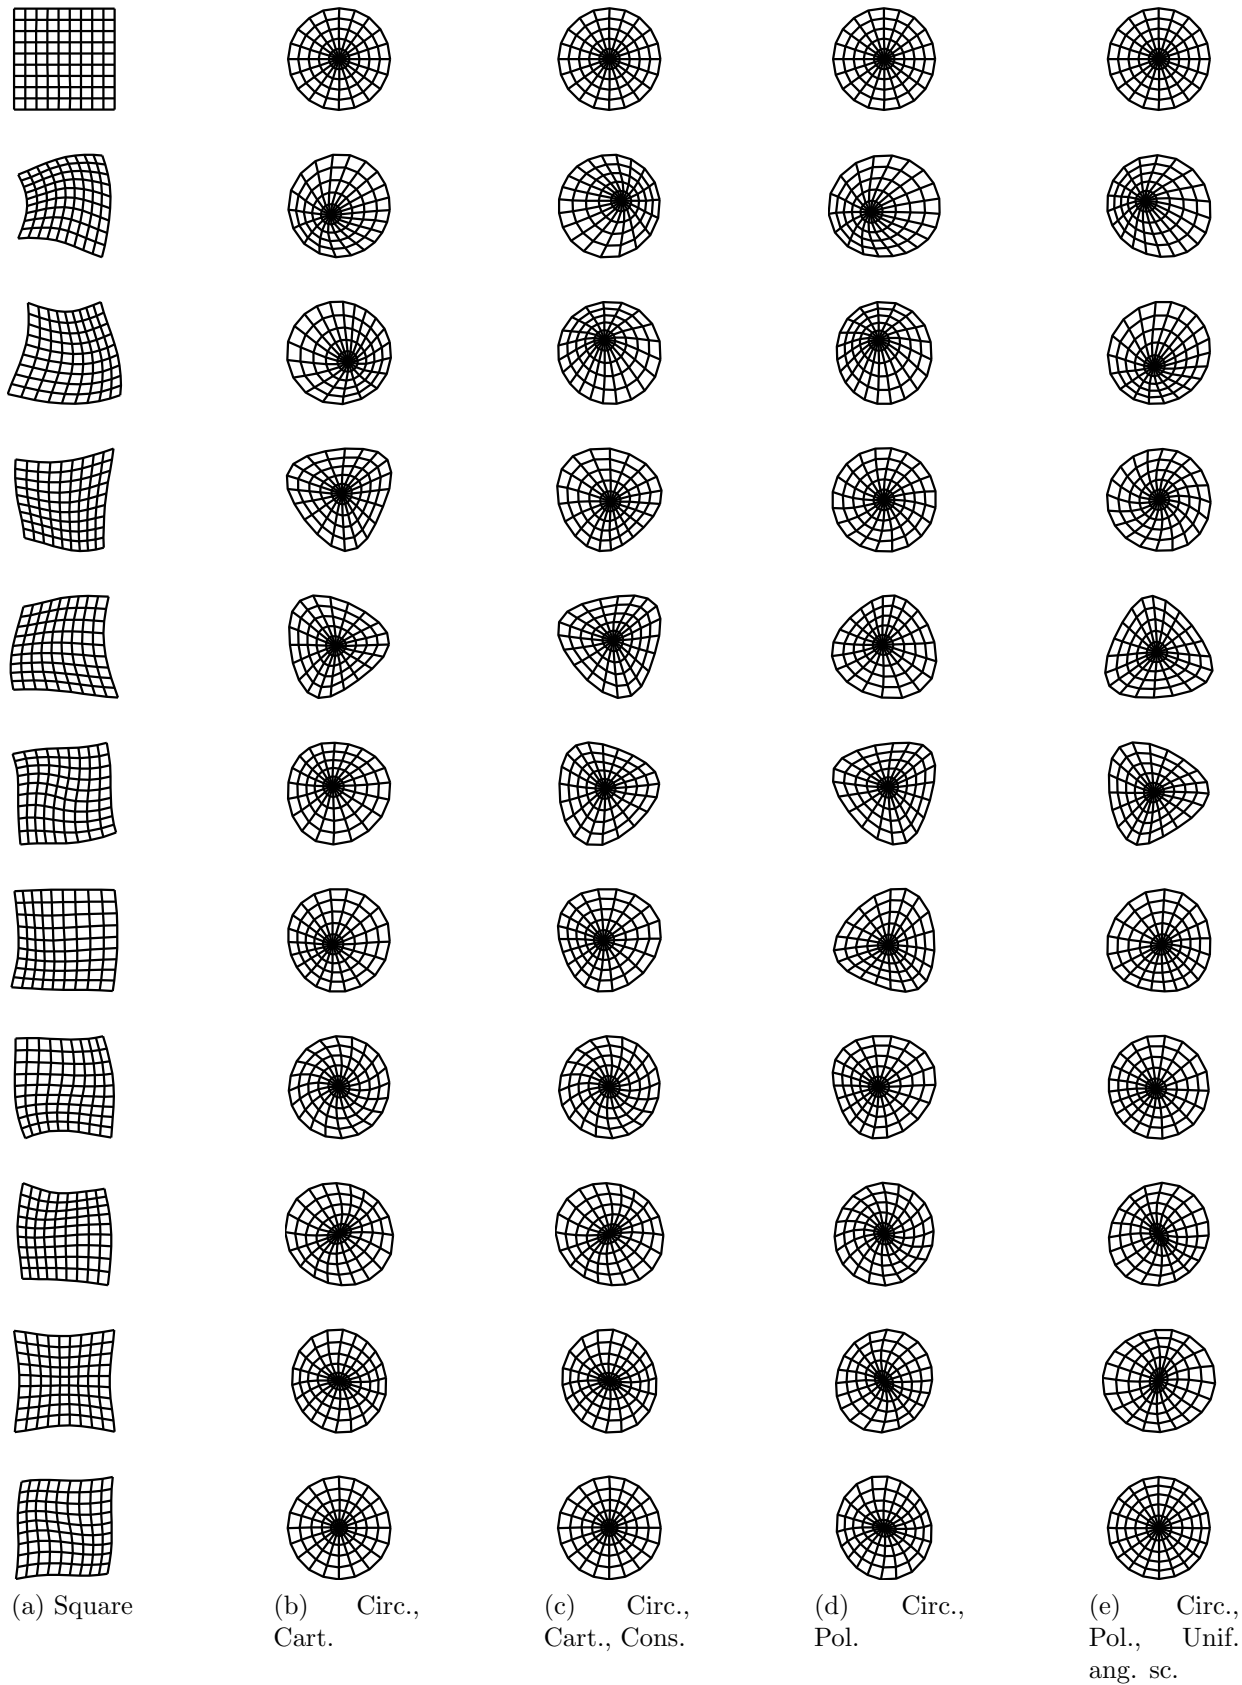 (a) Square
(b) Circ.,
Cart.
(c) Circ.,
Cart., Cons.
(d) Circ.,
Pol.
(e) Circ.,
Pol., Unif.
ang. sc.